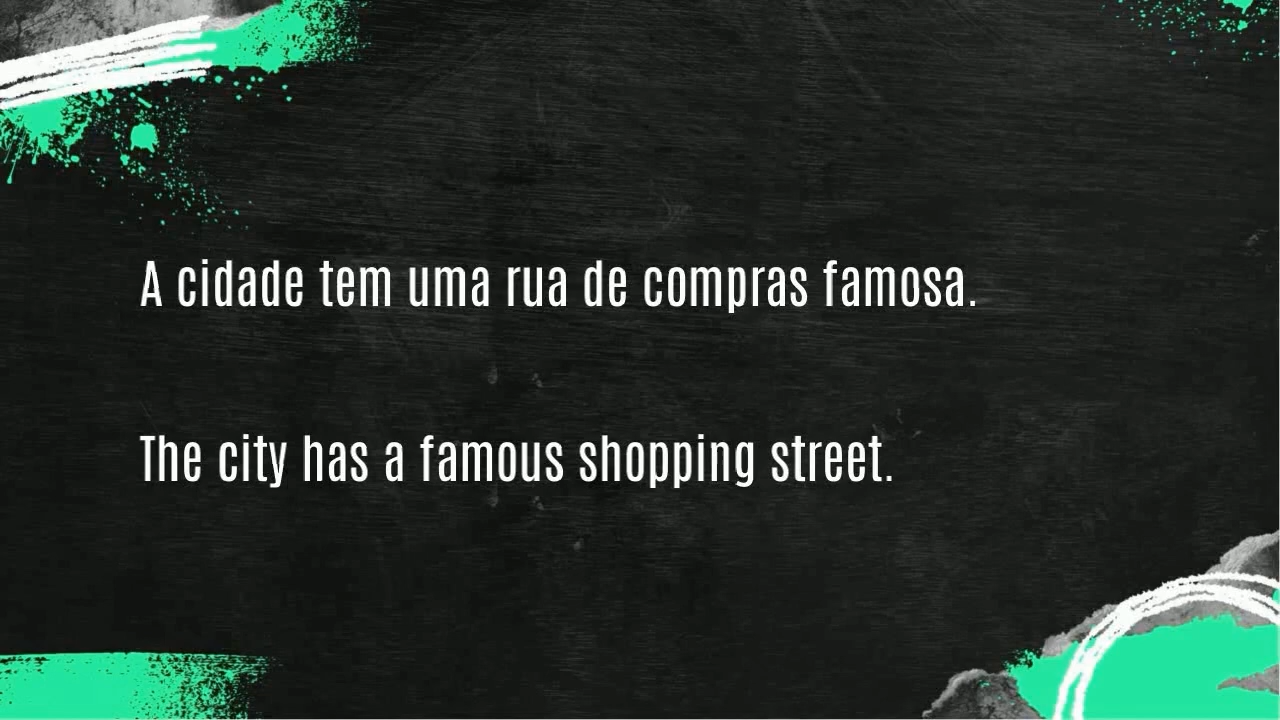 A cidade tem uma rua de compras famosa.
The city has a famous shopping street.